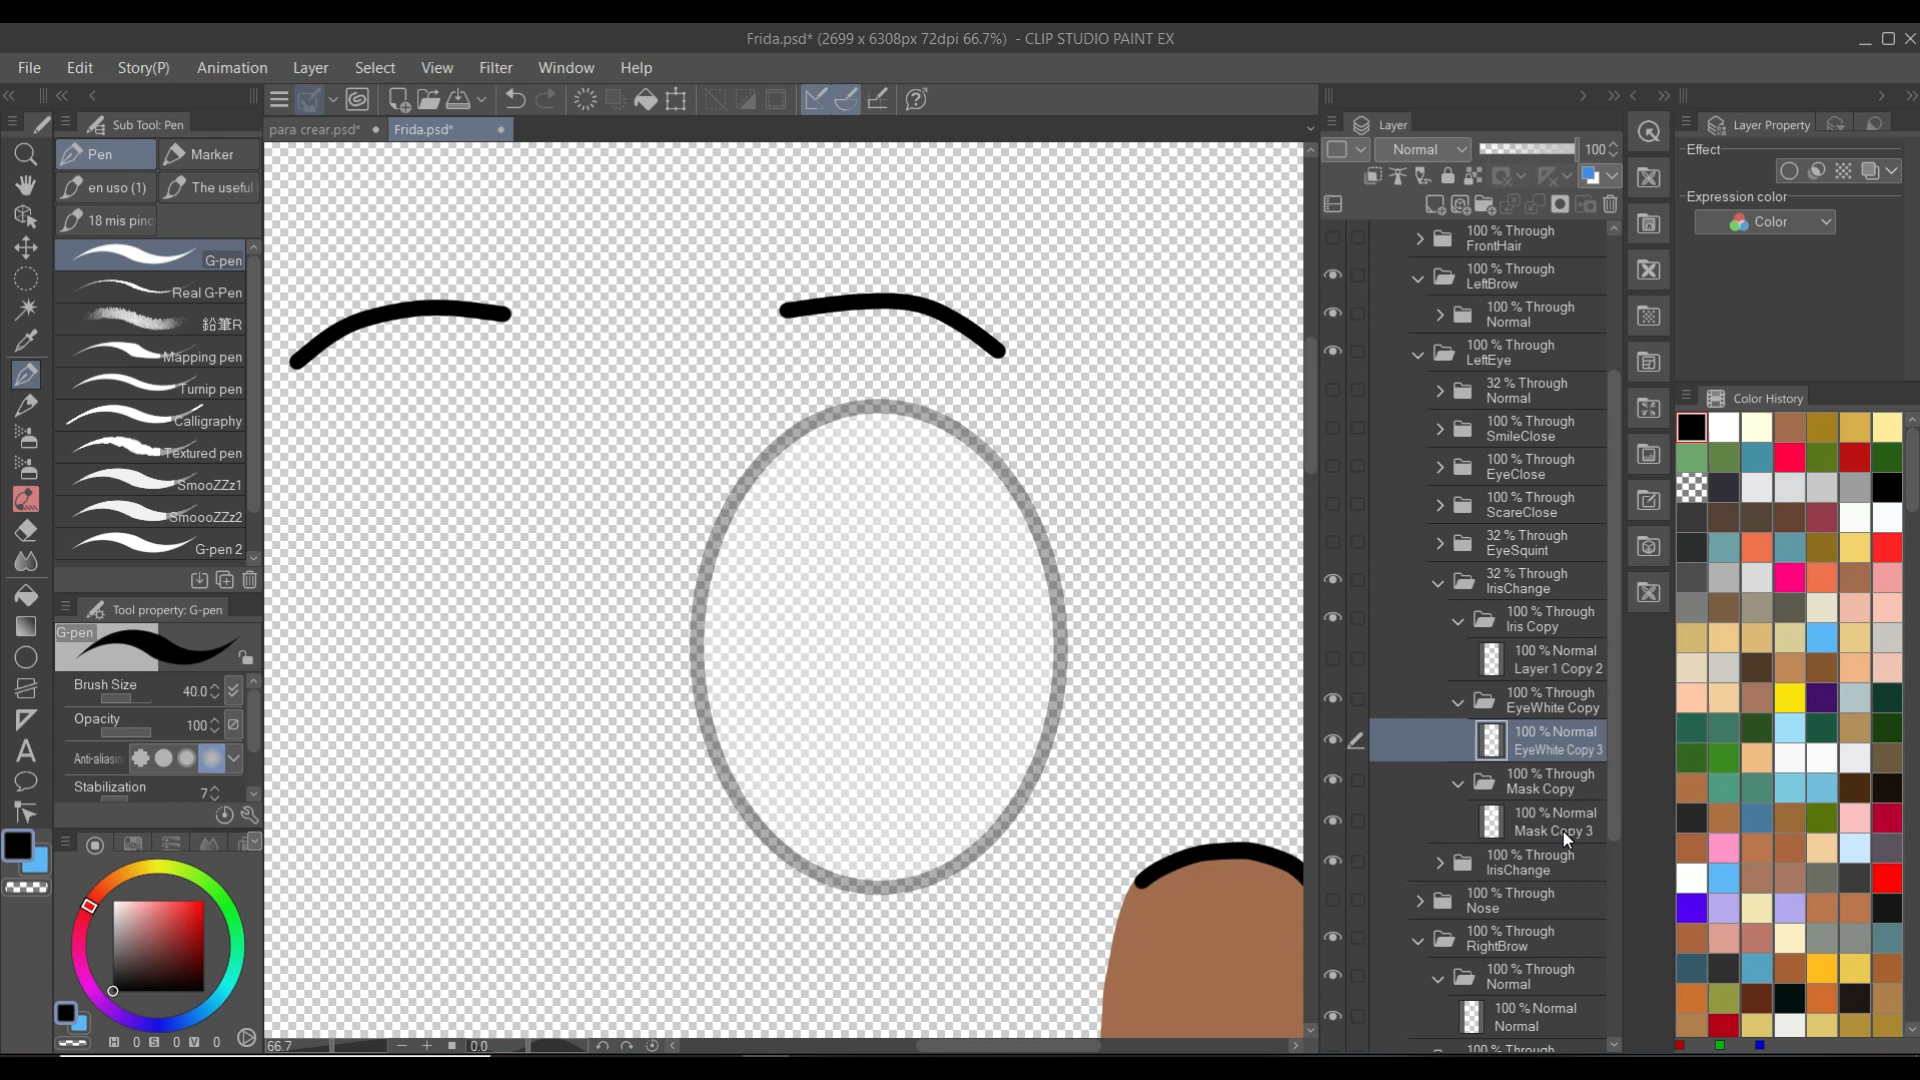 Frida.psd* (2699 x 6308px 72dpi 66.7%) - CLIP STUDIO PAINT EX
File Edit Story(P) Animation Layer Select View Filter Window Help
Sub Tool: Pen
Pen
Marker
en uso (1)
The useful
18 mis pinc
G-pen
Real G-Pen
鉛筆R
Mapping pen
Turnip pen
Calligraphy
Textured pen
SmooZZz1
SmoooZZz2
G-pen 2
Tool property: G-pen
G-pen
Brush Size 40.0
Opacity 100
Anti-aliasin
Stabilization 7
H 0 S 0 V 0
para crear.psd*
Frida.psd*
66.7
0.0
Layer
Normal 100
100 % Through
FrontHair
100 % Through
LeftBrow
100 % Through
Normal
100 % Through
LeftEye
32 % Through
Normal
100 % Through
SmileClose
100 % Through
EyeClose
100 % Through
ScareClose
32 % Through
EyeSquint
32 % Through
IrisChange
100 % Through
Iris Copy
100 % Normal
Layer 1 Copy 2
100 % Through
EyeWhite Copy
100 % Normal
EyeWhite Copy 3
100 % Through
Mask Copy
100 % Normal
Mask Copy 3
100 % Through
IrisChange
100 % Through
Nose
100 % Through
RightBrow
100 % Through
Normal
100 % Normal
Normal
100 % Through
Layer Property
Effect
Expression color
Color
Color History